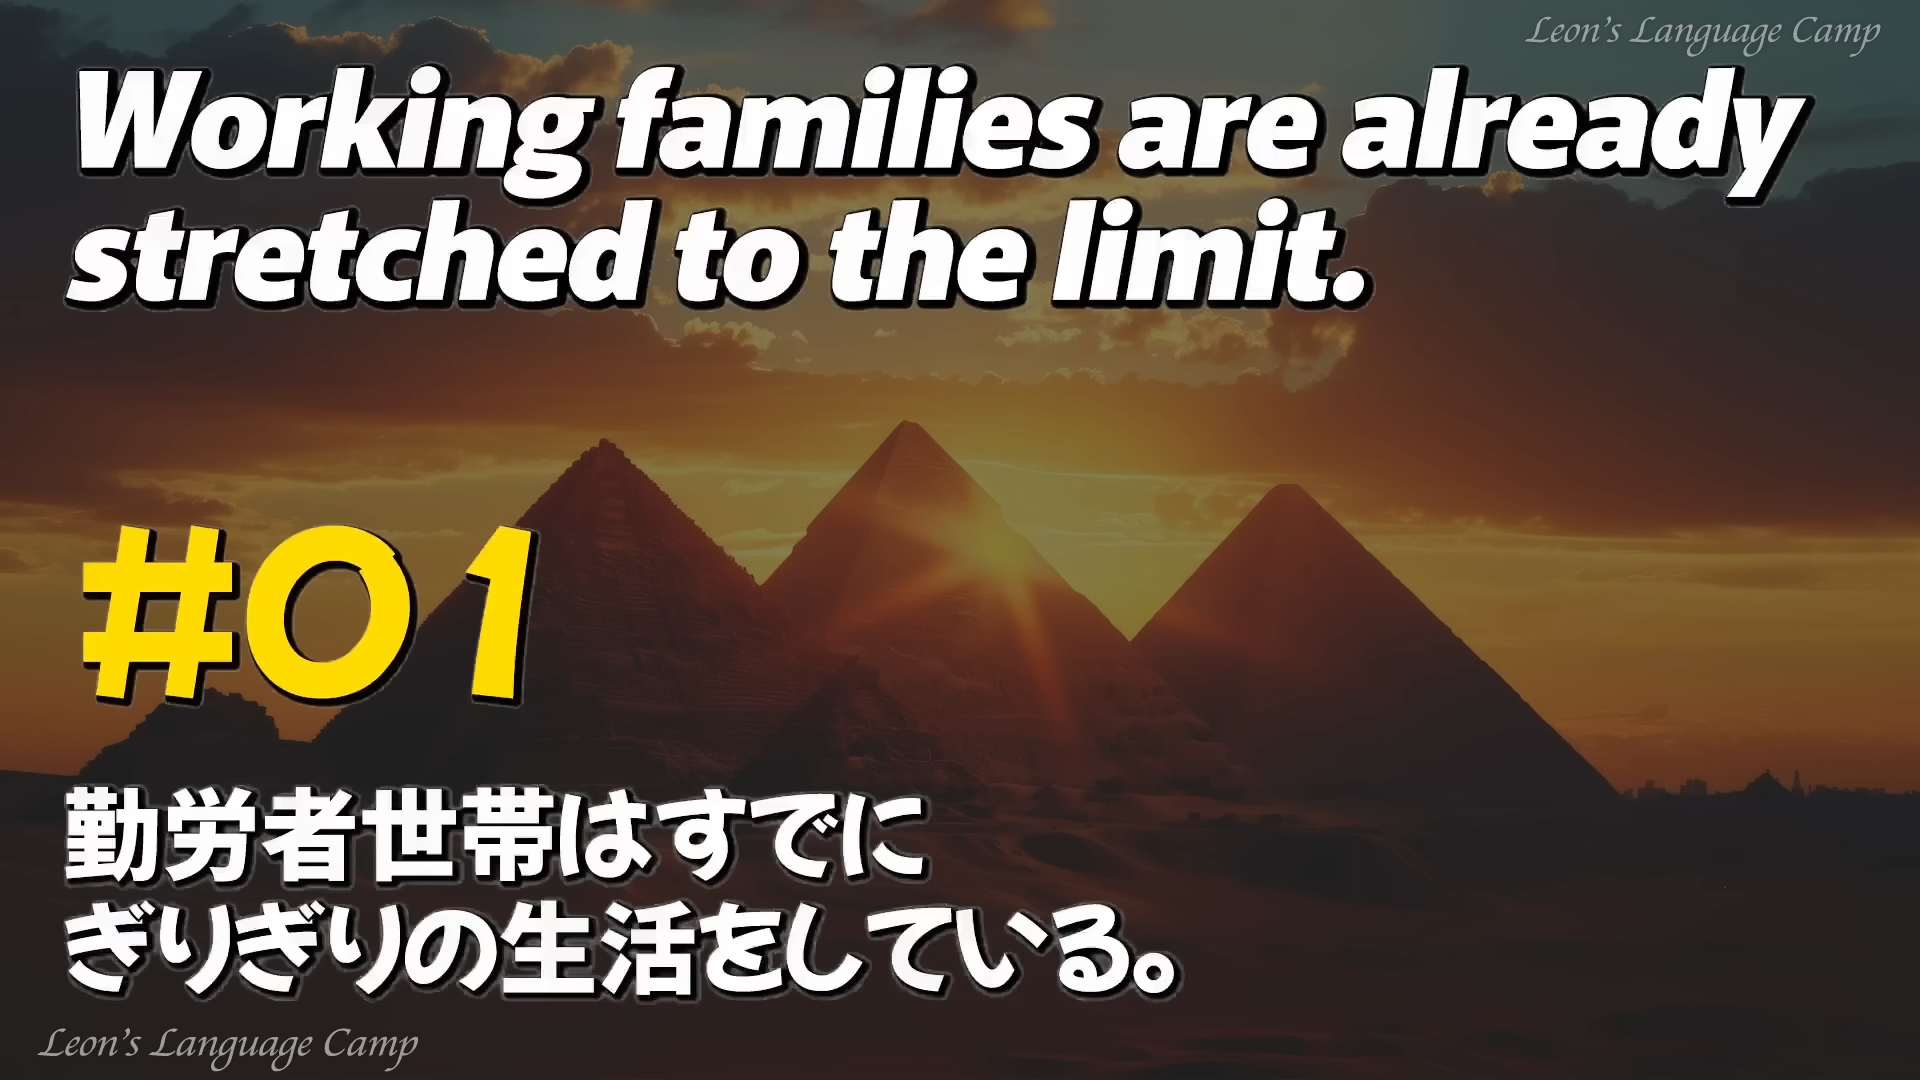 Leon's Language Camp
Working families are already
stretched to the limit.
#01
勤労者世帯はすでに
ぎりぎりの生活をしている。
Leon's Language Camp